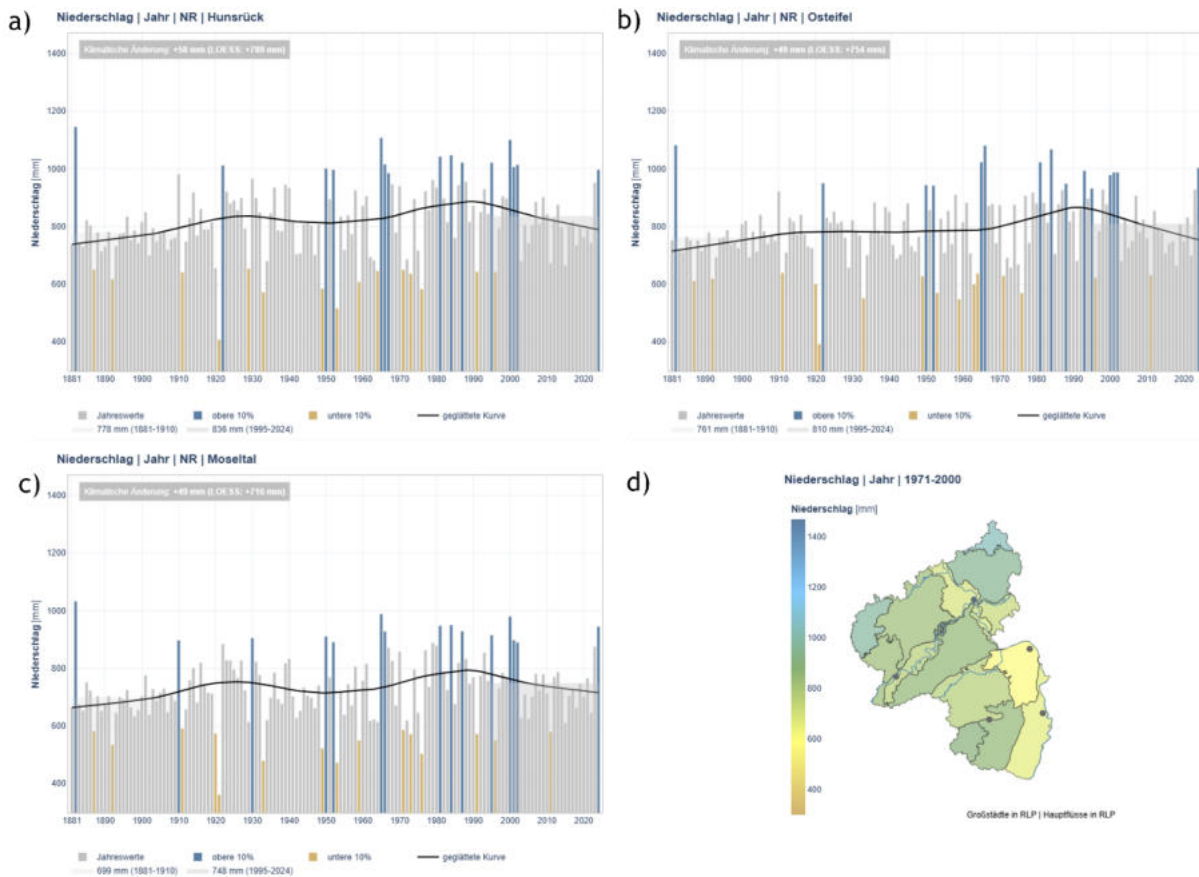 a)
Niederschlag | Jahr | NR | Hunsrück
Klimatische Änderung: +58 mm (LOESS: +789 mm)
1400
1200
1000
800
600
400
Niederschlag [mm]
1881 1890 1900 1910 1920 1930 1940 1950 1960 1970 1980 1990 2000 2010 2020
Jahreswerte obere 10% untere 10% geglättete Kurve
778 mm (1881-1910) 836 mm (1995-2024)
b)
Niederschlag | Jahr | NR | Osteifel
Klimatische Änderung: +49 mm (LOESS: +754 mm)
1400
1200
1000
800
600
400
Niederschlag [mm]
1881 1890 1900 1910 1920 1930 1940 1950 1960 1970 1980 1990 2000 2010 2020
Jahreswerte obere 10% untere 10% geglättete Kurve
761 mm (1881-1910) 810 mm (1995-2024)
c)
Niederschlag | Jahr | NR | Moseltal
Klimatische Änderung: +49 mm (LOESS: +716 mm)
1400
1200
1000
800
600
400
Niederschlag [mm]
1881 1890 1900 1910 1920 1930 1940 1950 1960 1970 1980 1990 2000 2010 2020
Jahreswerte obere 10% untere 10% geglättete Kurve
699 mm (1881-1910) 748 mm (1995-2024)
d)
Niederschlag | Jahr | 1971-2000
Niederschlag [mm]
1400
1200
1000
800
600
400
Großstädte in RLP | Hauptflüsse in RLP